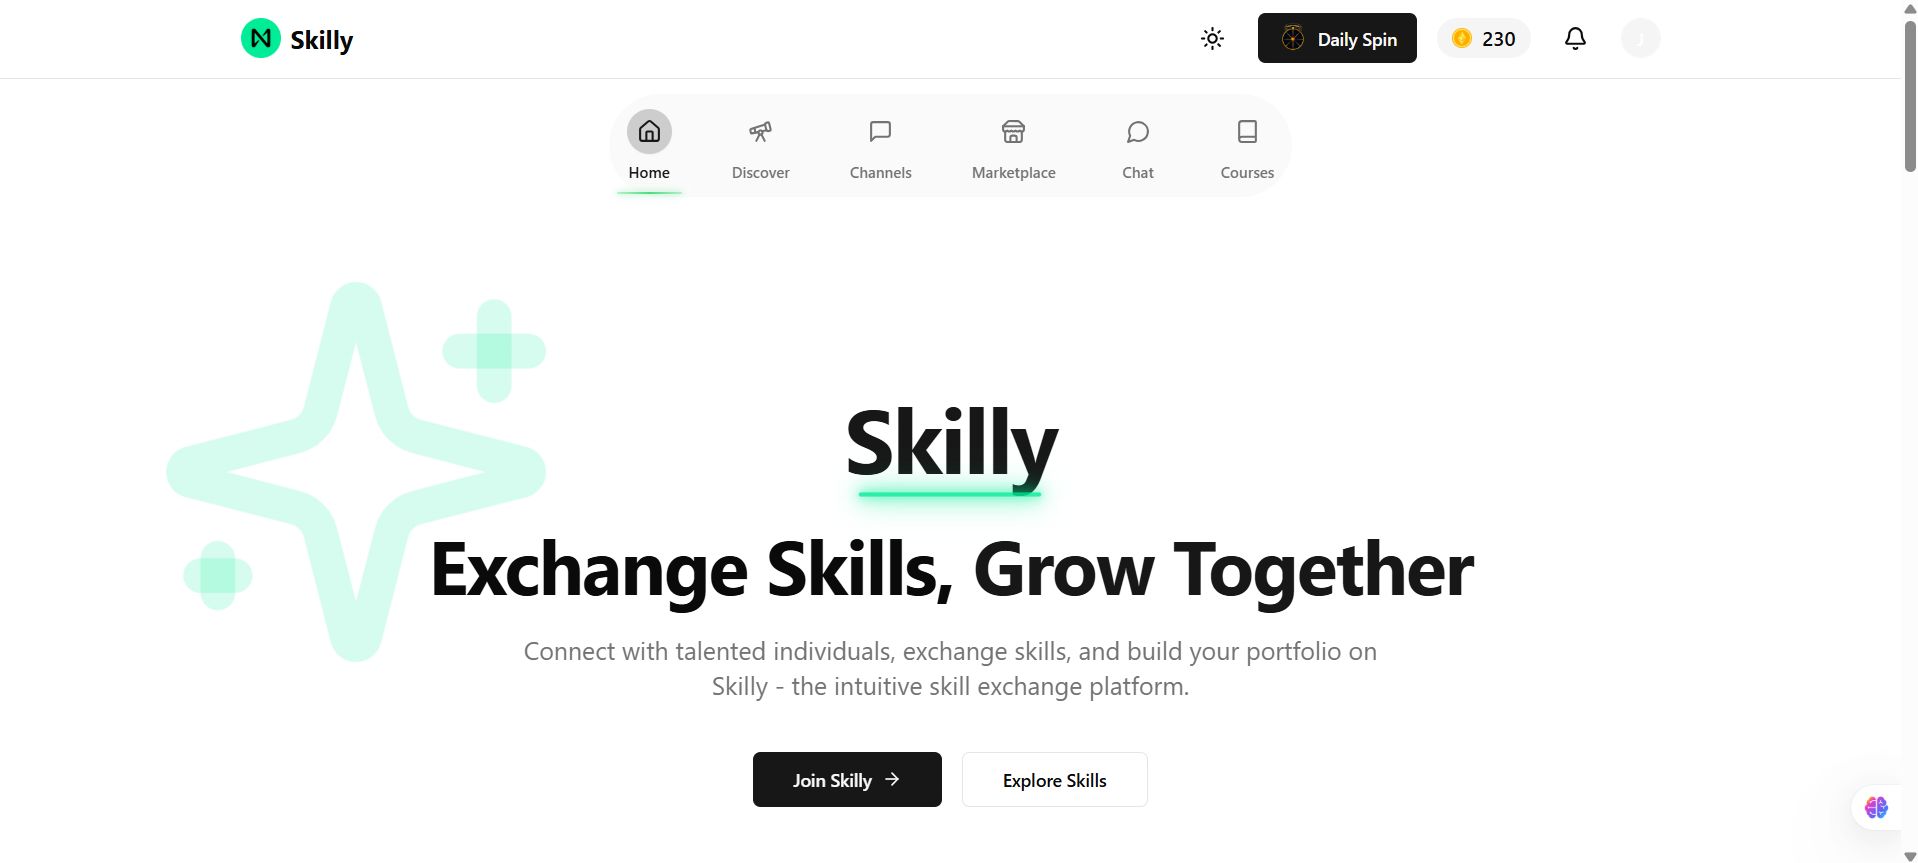 Skilly
Daily Spin
230
J
Home
Discover
Channels
Marketplace
Chat
Courses
Skilly
Exchange Skills, Grow Together
Connect with talented individuals, exchange skills, and build your portfolio on
Skilly - the intuitive skill exchange platform.
Join Skilly
Explore Skills